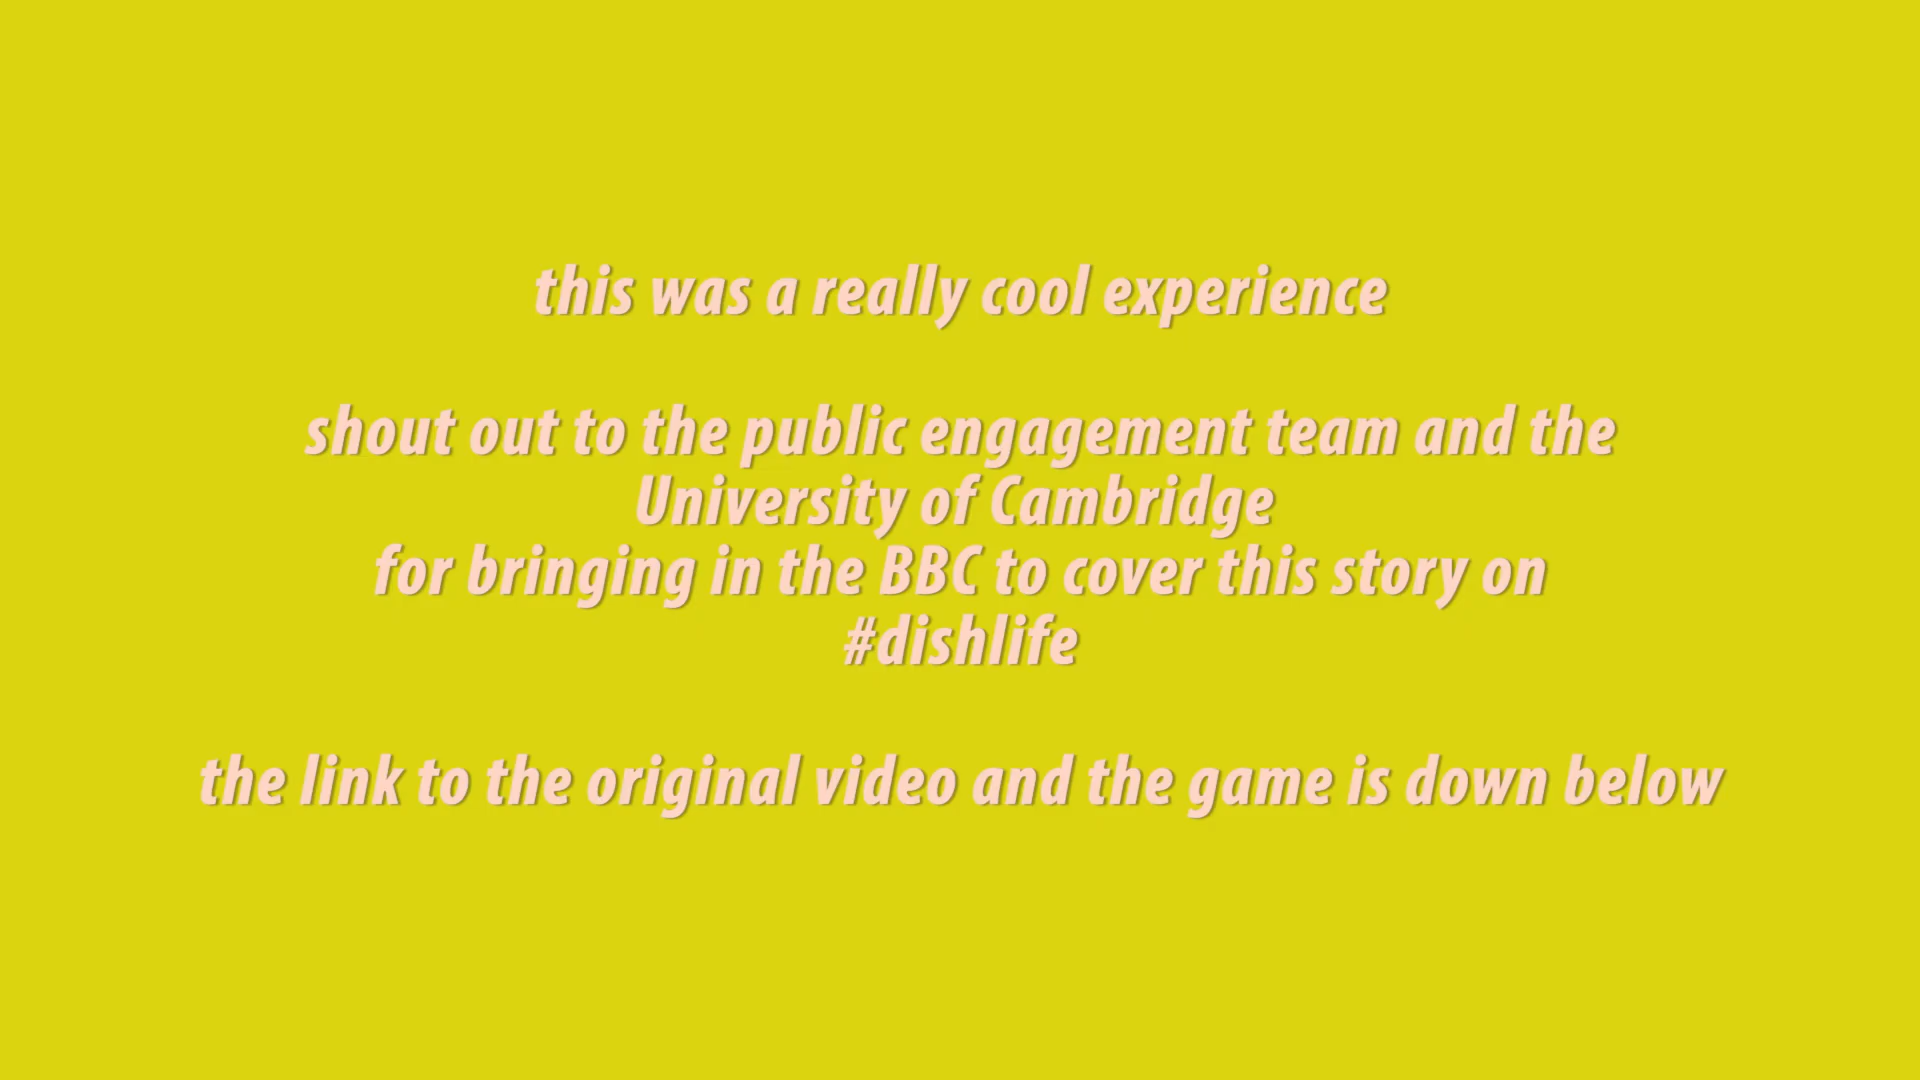 this was a really cool experience
shout out to the public engagement team and the
University of Cambridge
for bringing in the BBC to cover this story on
#dishlife
the link to the original video and the game is down below